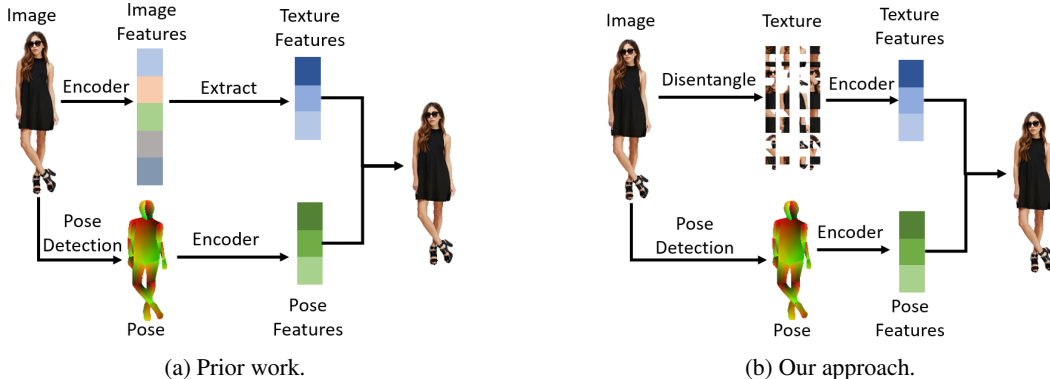 Image
Image
Features
Texture
Features
Encoder
Extract
Pose
Detection
Encoder
Pose
Pose
Features
(a) Prior work.
Image
Texture
Texture
Features
Disentangle
Encoder
Pose
Detection
Encoder
Pose
Pose
Features
(b) Our approach.